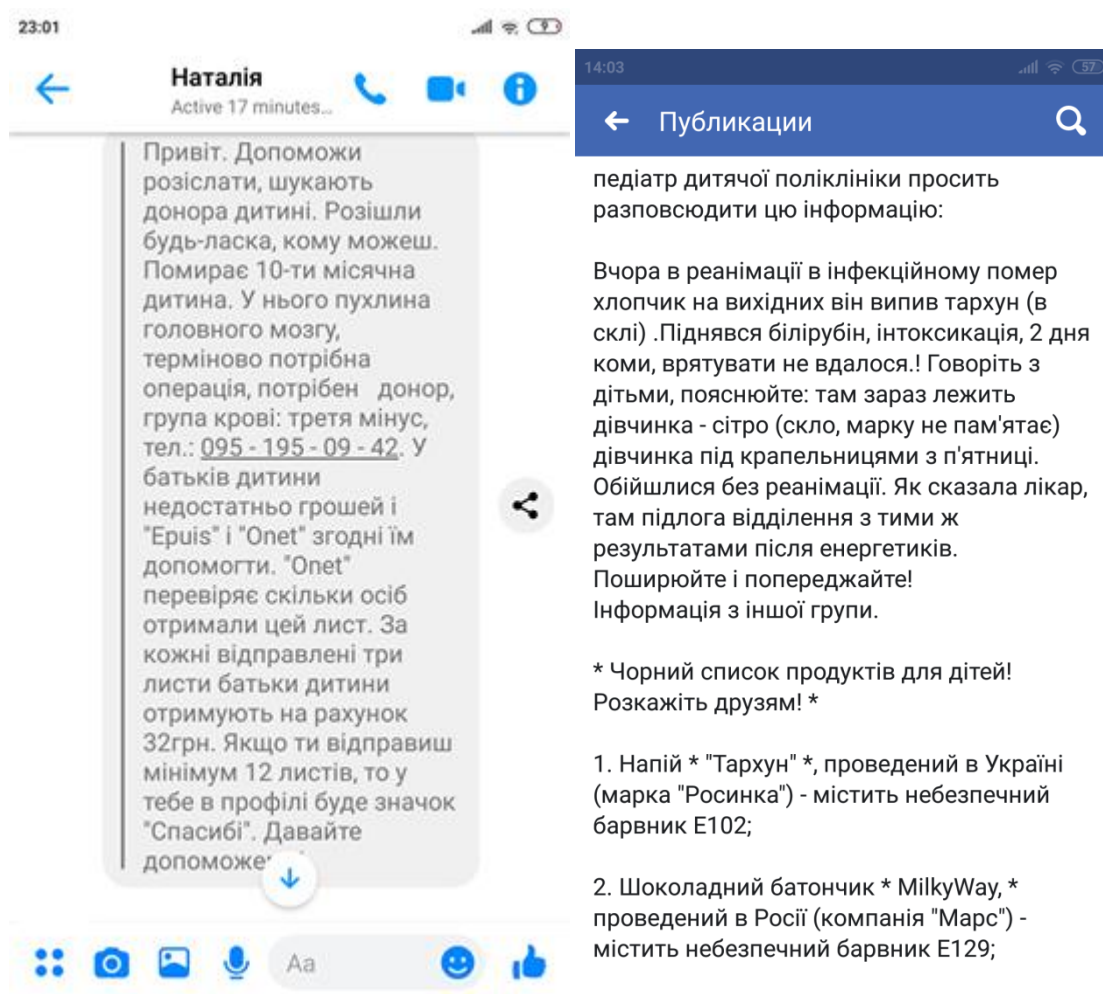 23:01
9
Наталія
Active 17 minutes...
Привіт. Допоможи
розіслати, шукають
донора дитині. Розішли
будь-ласка, кому можеш.
Помирає 10-ти місячна
дитина. У нього пухлина
головного мозгу,
терміново потрібна
операція, потрібен донор,
група крові: третя мінус,
тел.: 095 - 195 - 09 - 42. У
батьків дитини
недостатньо грошей і
"Epuis" і "Onet" згодні їм
допомогти. "Onet"
перевіряє скільки осіб
отримали цей лист. За
кожні відправлені три
листи батьки дитини
отримують на рахунок
32грн. Якщо ти відправиш
мінімум 12 листів, то у
тебе в профілі буде значок
"Спасибі". Давайте
допоможе
Aa
14:03
57
Публикации
педіатр дитячої поліклініки просить
разповсюдити цю інформацію:
Вчора в реанімації в інфекційному помер
хлопчик на вихідних він випив тархун (в
склі) .Піднявся білірубін, інтоксикація, 2 дня
коми, врятувати не вдалося.! Говоріть з
дітьми, пояснюйте: там зараз лежить
дівчинка - сітро (скло, марку не пам'ятає)
дівчинка під крапельницями з п'ятниці.
Обійшлися без реанімації. Як сказала лікар,
там підлога відділення з тими ж
результатами після енергетиків.
Поширюйте і попереджайте!
Інформація з іншої групи.
* Чорний список продуктів для дітей!
Розкажіть друзям! *
1. Напій * "Тархун" *, проведений в Україні
(марка "Росинка") - містить небезпечний
барвник Е102;
2. Шоколадний батончик * MilkyWay, *
проведений в Росії (компанія "Марс") -
містить небезпечний барвник Е129;